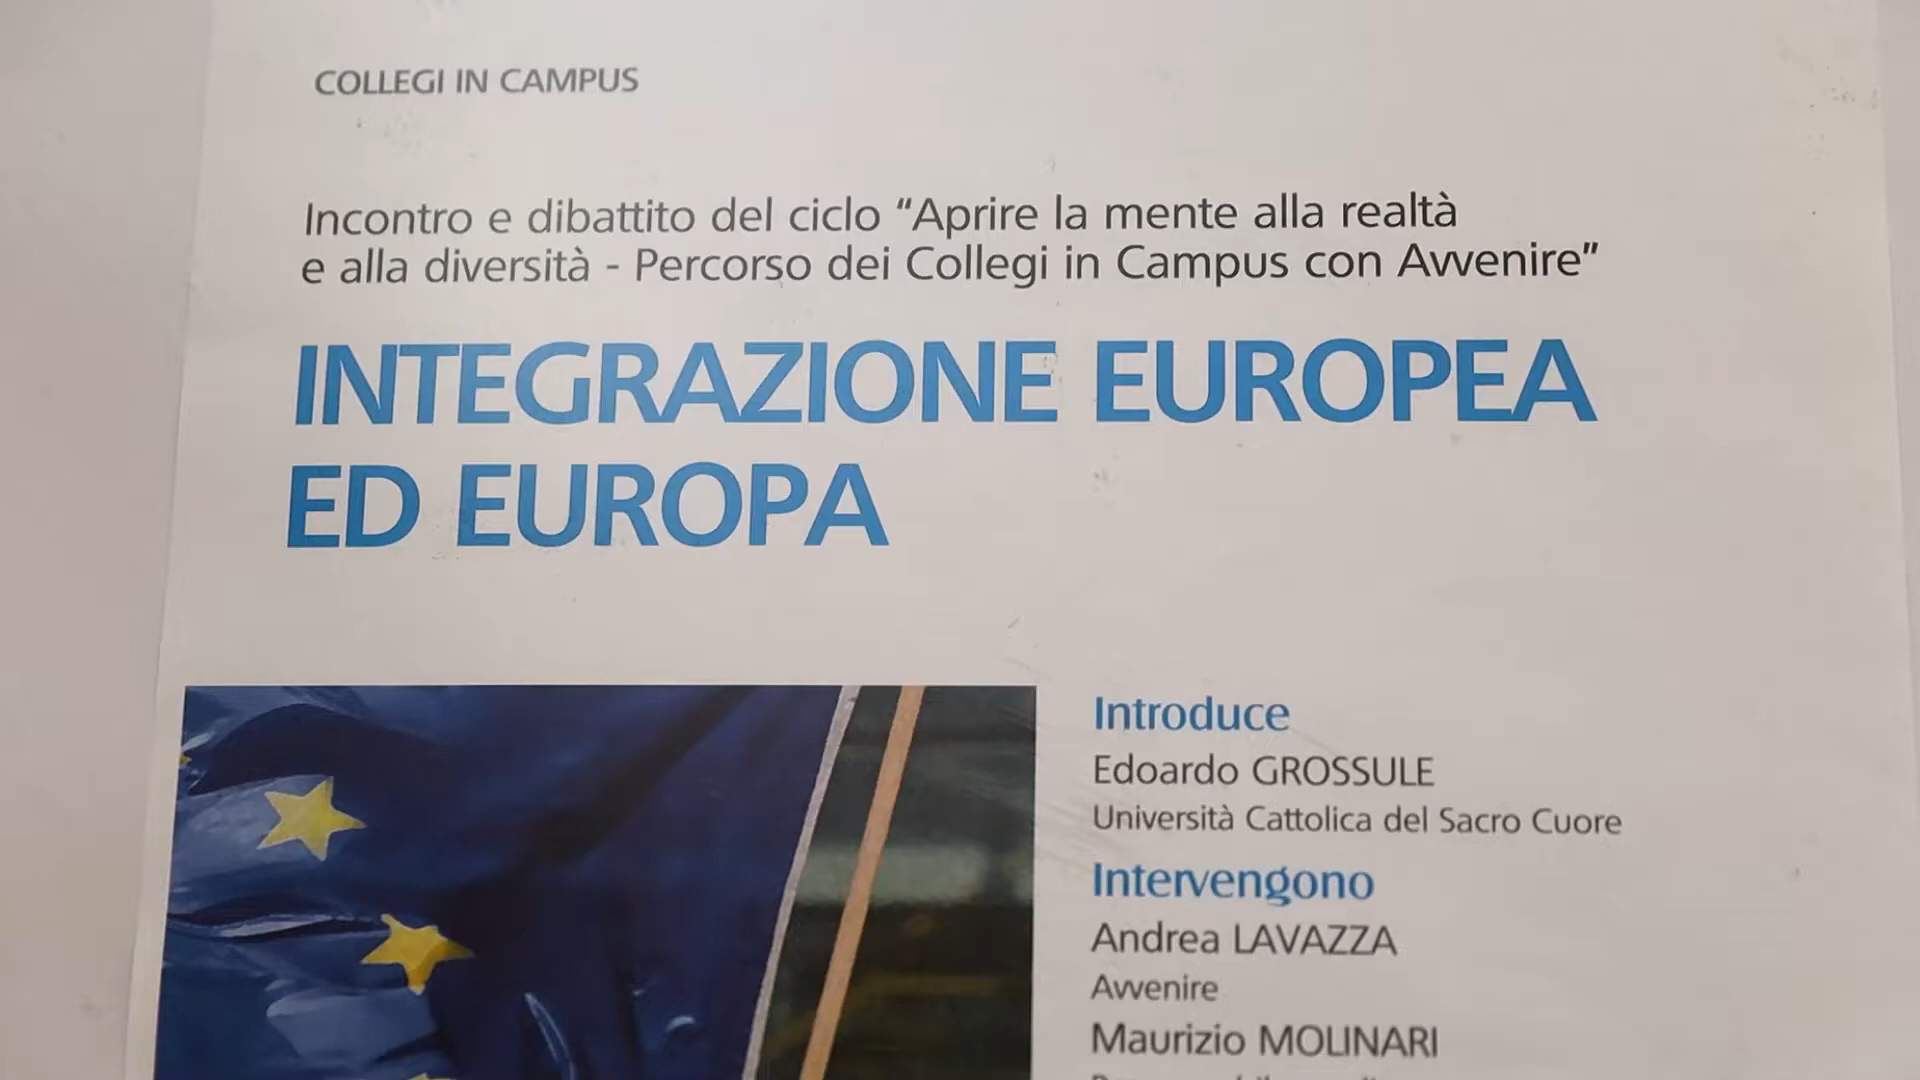 COLLEGI IN CAMPUS
Incontro e dibattito del ciclo “Aprire la mente alla realtà
e alla diversità - Percorso dei Collegi in Campus con Avvenire”
INTEGRAZIONE EUROPEA
ED EUROPA
Introduce
Edoardo GROSSULE
Università Cattolica del Sacro Cuore
Intervengono
Andrea LAVAZZA
Avvenire
Maurizio MOLINARI